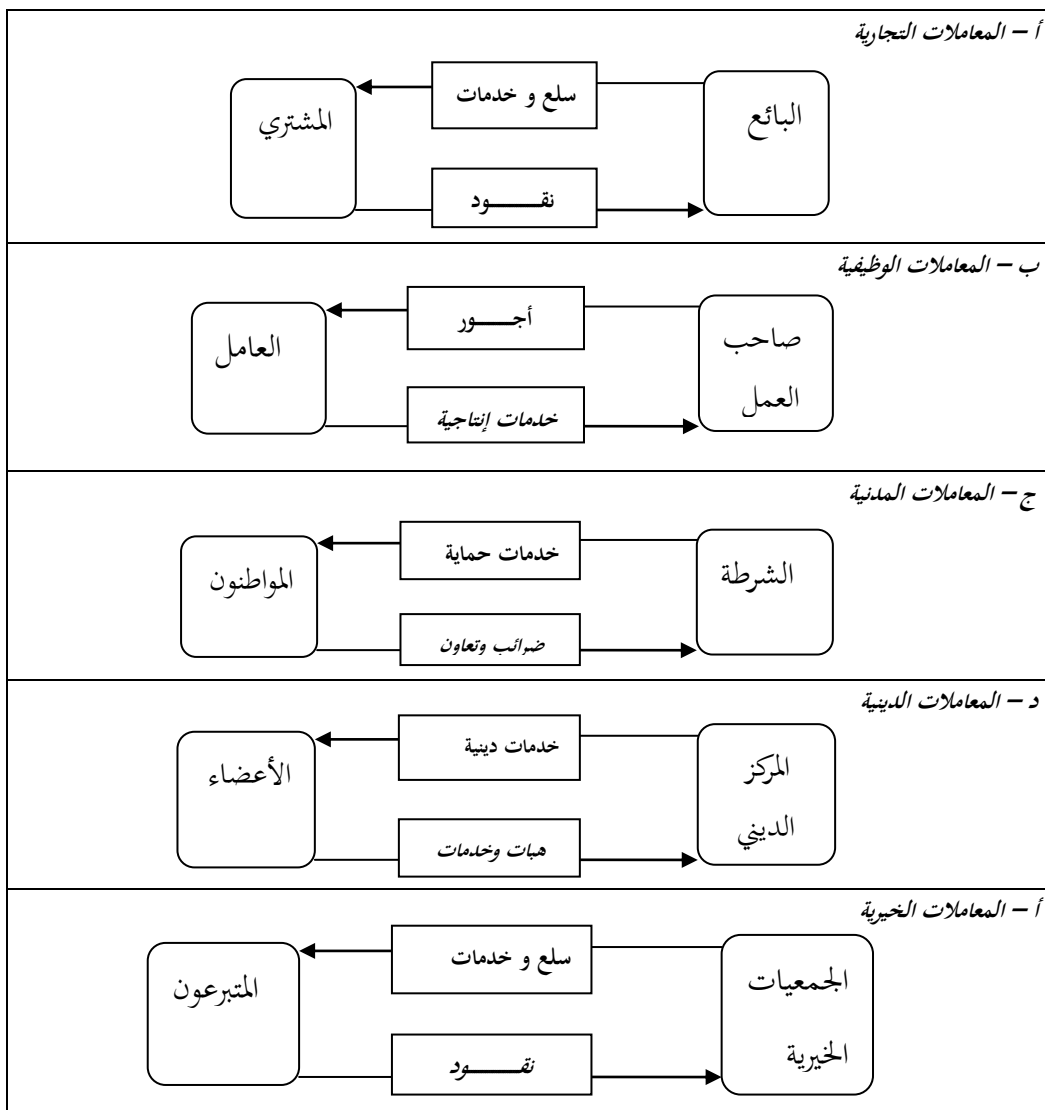 أ – المعاملات التجارية
البائع
سلع و خدمات
المشتري
نقـــــود
ب – المعاملات الوظيفية
صاحب
العمل
أجـــــور
العامل
خدمات إنتاجية
ج – المعاملات المدنية
الشرطة
خدمات حماية
المواطنون
ضرائب وتعاون
د – المعاملات الدينية
المركز
الديني
خدمات دينية
الأعضاء
هبات وخدمات
أ – المعاملات الخيرية
الجمعيات
الخيرية
سلع و خدمات
المتبرعون
نقـــــود